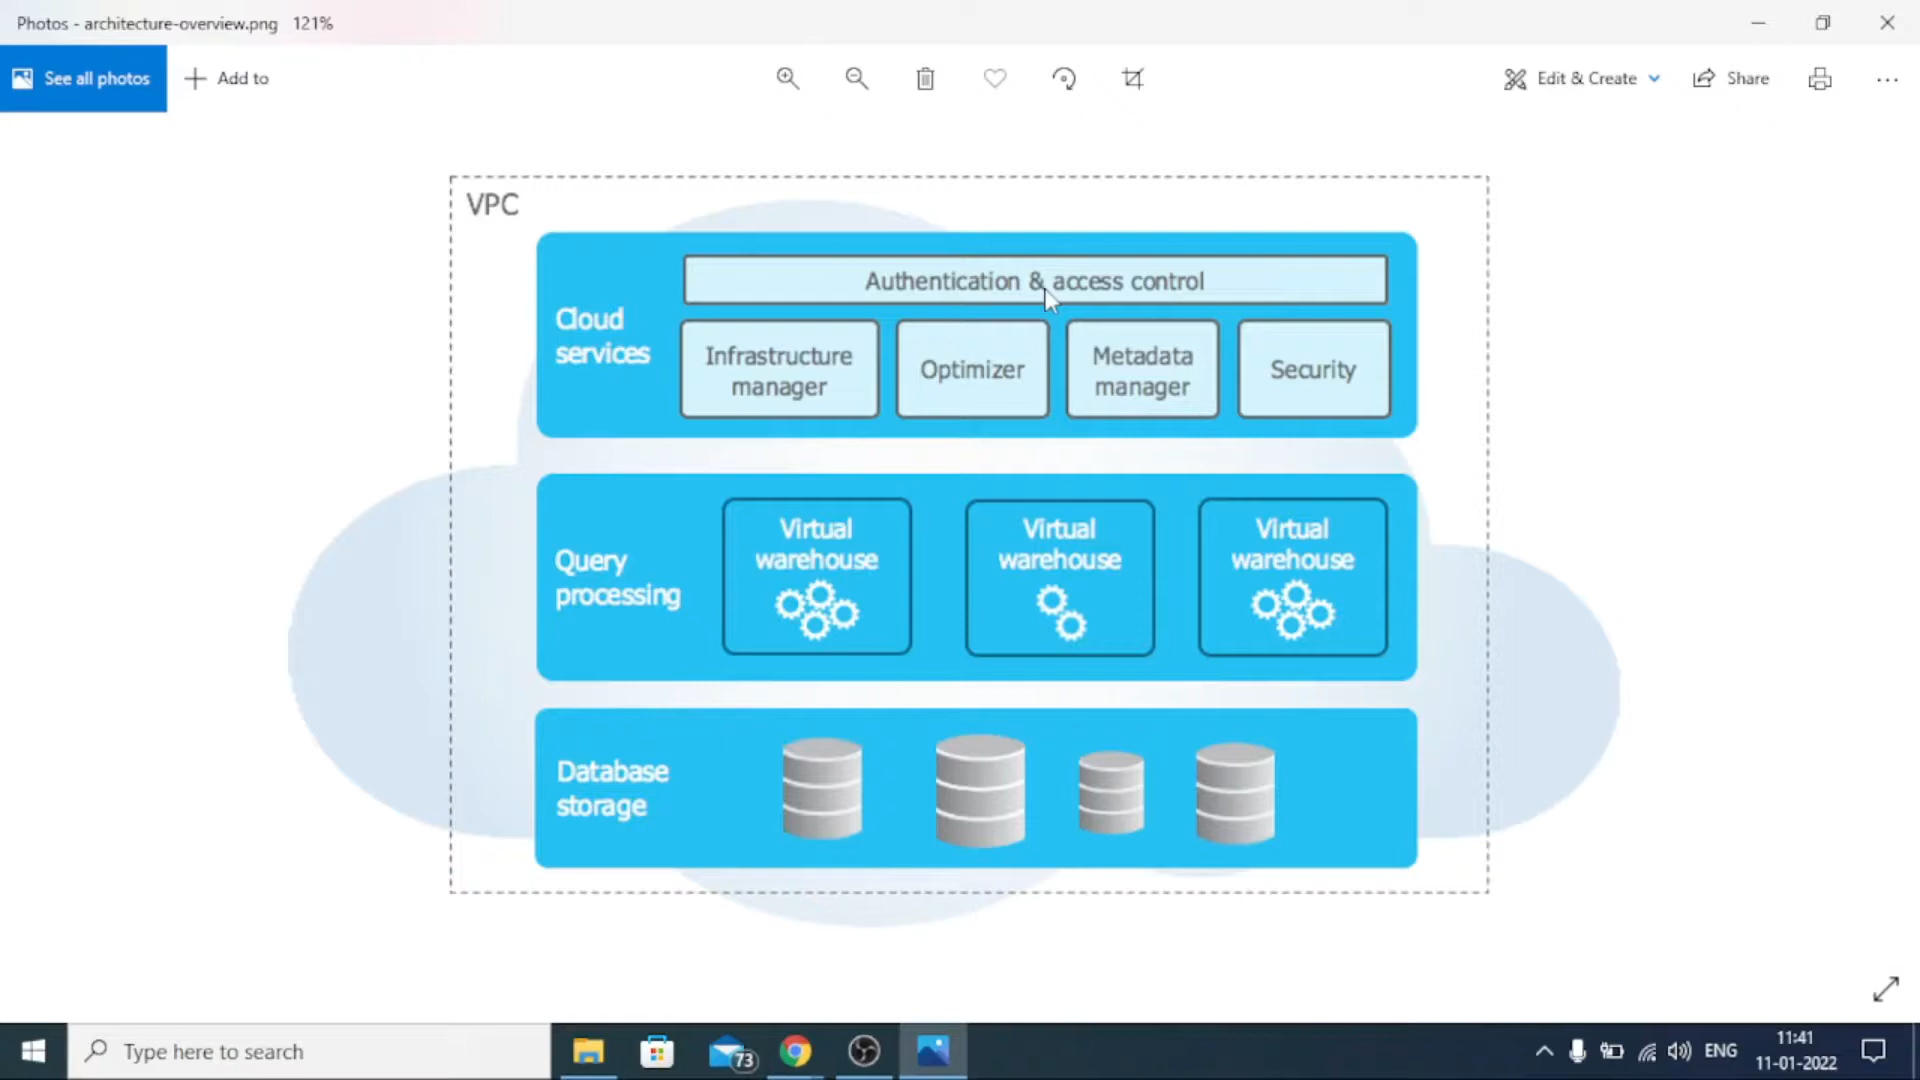 Photos - architecture-overview.png 121%
See all photos
Add to
Edit & Create
Share
VPC
Authentication & access control
Cloud
services
Infrastructure
manager
Optimizer
Metadata
manager
Security
Query
processing
Virtual
warehouse
Virtual
warehouse
Virtual
warehouse
Database
storage
Type here to search
73
ENG
11:41
11-01-2022